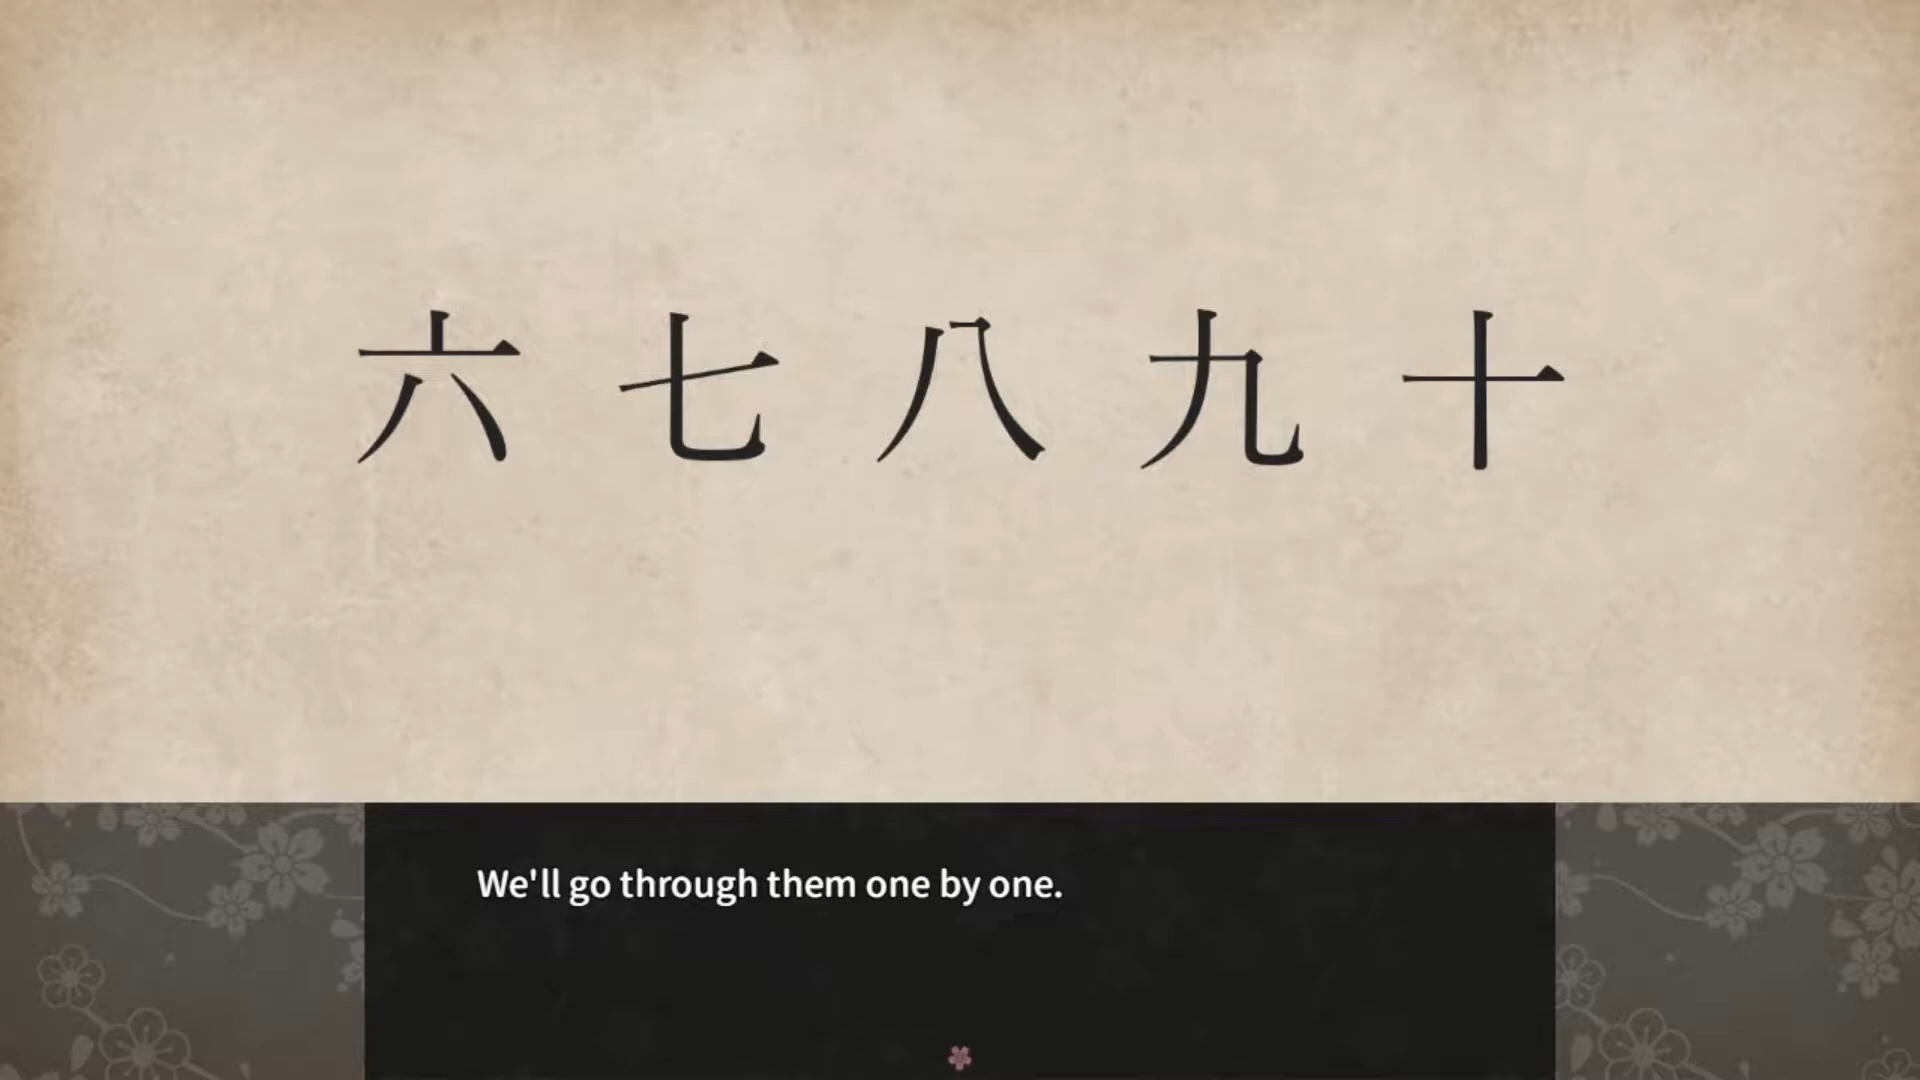 六 七 八 九 十
We'll go through them one by one.